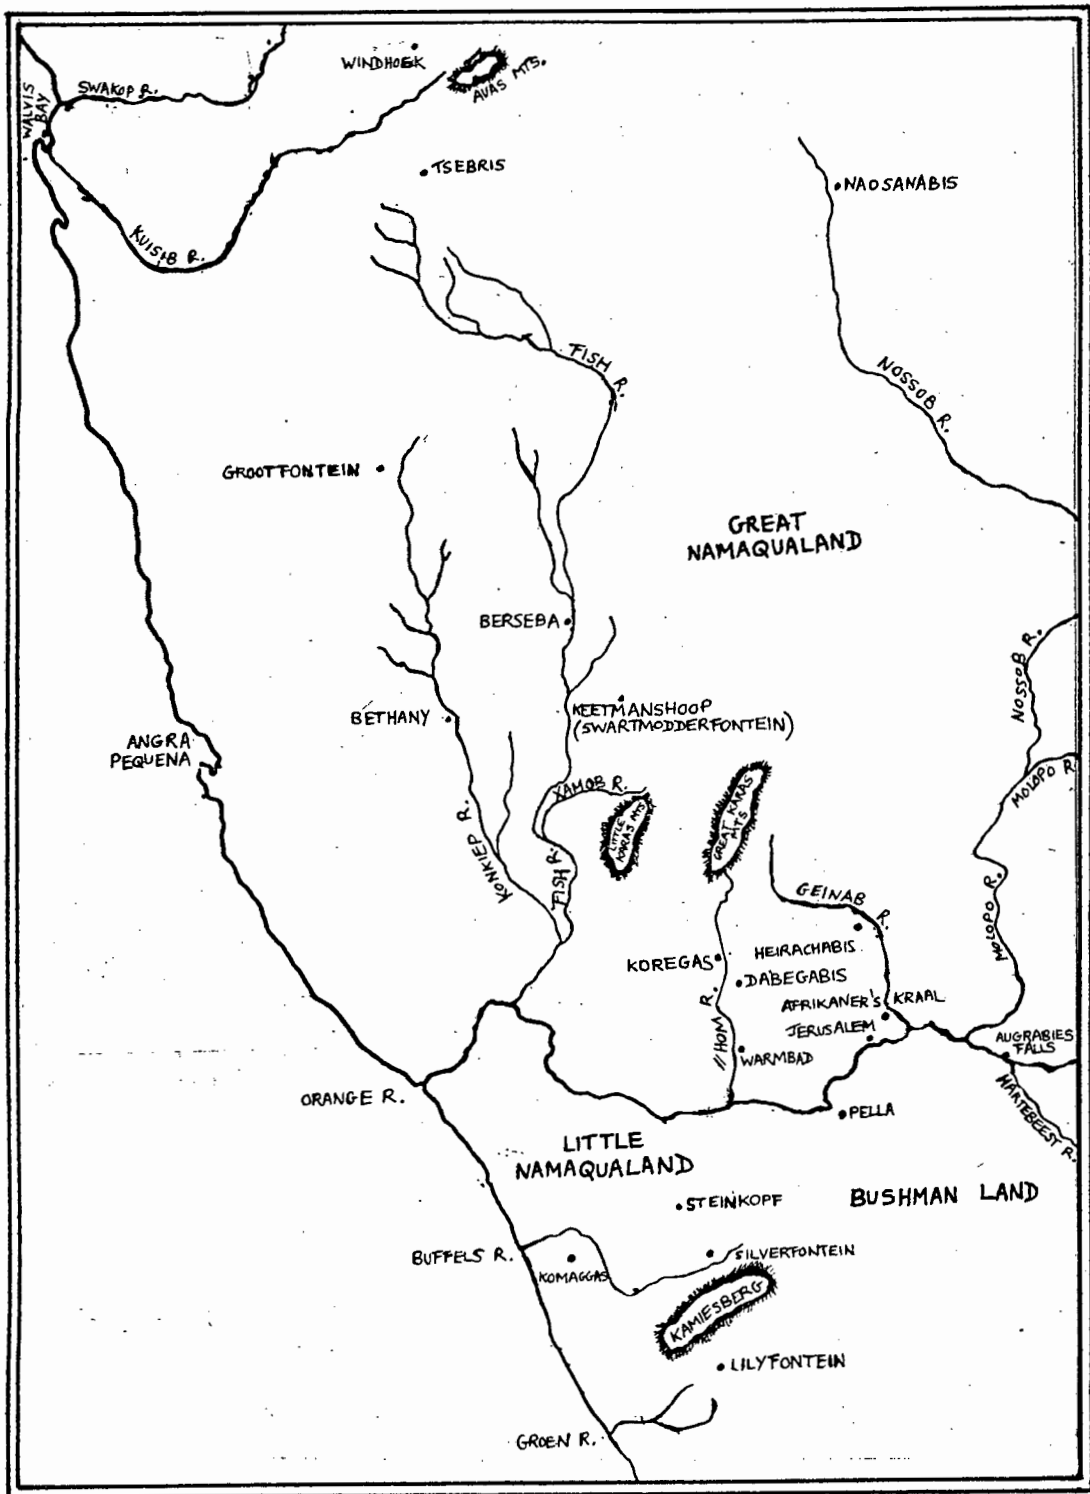 WINDHOEK
AVAS MTS.
SWAKOP R.
WALVIS
BAY
TSEBRIS
NAOSANABIS
KUISIB R.
FISH R.
NOSSOB R.
GROOTFONTEIN
GREAT
NAMAQUALAND
BERSEBA
NOSSOB R.
BETHANY
KEETMANSHOOP
(SWARTMODDERFONTEIN)
ANGRA
PEQUENA
MOLOPO R.
XAMOB R.
LITTLE
KARAS MTS
GREAT KARAS
MTS
KONKIEP R.
FISH R.
GEINAB R.
MOLOPO R.
HEIRACHABIS
KOREGAS
DABEGABIS
AFRIKANER'S KRAAL
JERUSALEM
AUGRABIES
FALLS
//HOM R.
WARMBAD
ORANGE R.
PELLA
HARTEBEEST R.
LITTLE
NAMAQUALAND
STEINKOPF
BUSHMAN LAND
BUFFELS R.
KOMAGGAS
SILVERFONTEIN
KAMIESBERG
LILYFONTEIN
GROEN R.